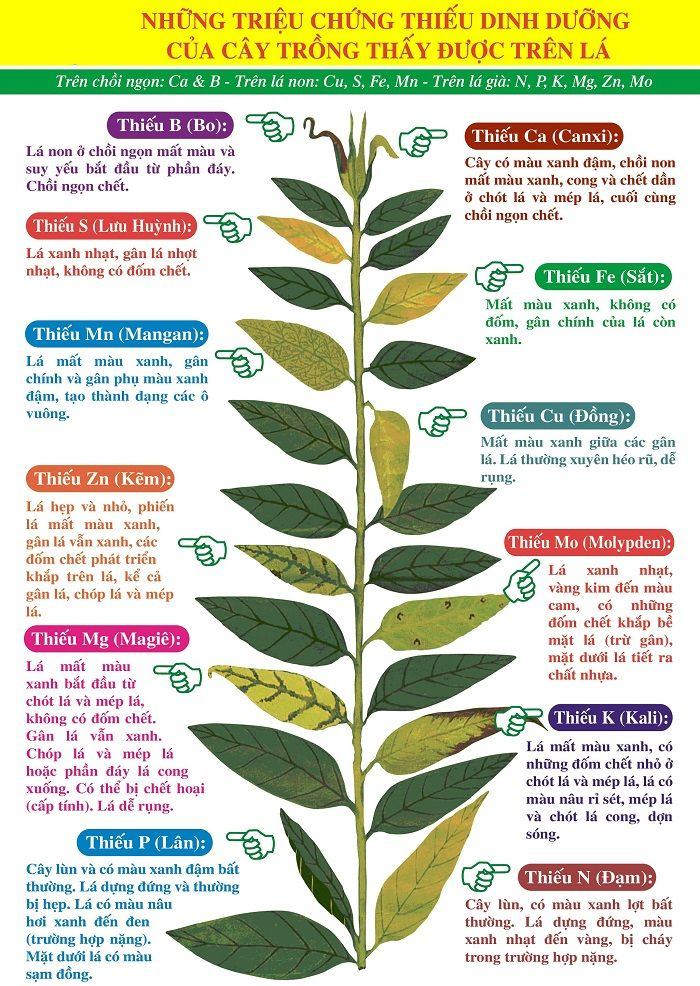 NHỮNG TRIỆU CHỨNG THIẾU DINH DƯỠNG
CỦA CÂY TRỒNG THẤY ĐƯỢC TRÊN LÁ
Trên chồi ngọn: Ca & B - Trên lá non: Cu, S, Fe, Mn - Trên lá già: N, P, K, Mg, Zn, Mo
Thiếu B (Bo):
Lá non ở chồi ngọn mất màu và
suy yếu bắt đầu từ phần đáy.
Chồi ngọn chết.
Thiếu Ca (Canxi):
Cây có màu xanh đậm, chồi non
mất màu xanh, cong và chết dần
ở chót lá và mép lá, cuối cùng
chồi ngọn chết.
Thiếu S (Lưu Huỳnh):
Lá xanh nhạt, gân lá nhợt
nhạt, không có đốm chết.
Thiếu Fe (Sắt):
Mất màu xanh, không có
đốm, gân chính của lá còn
xanh.
Thiếu Mn (Mangan):
Lá mất màu xanh, gân
chính và gân phụ màu xanh
đậm, tạo thành dạng các ô
vuông.
Thiếu Cu (Đồng):
Mất màu xanh giữa các gân
lá. Lá thường xuyên héo rũ, dễ
rụng.
Thiếu Zn (Kẽm):
Lá hẹp và nhỏ, phiến
lá mất màu xanh,
gân lá vẫn xanh, các
đốm chết phát triển
khắp trên lá, kể cả
gân lá, chóp lá và mép
lá.
Thiếu Mo (Molypden):
Lá xanh nhạt,
vàng kim đến màu
cam, có những
đốm chết khắp bề
mặt lá (trừ gân),
mặt dưới lá tiết ra
chất nhựa.
Thiếu Mg (Magiê):
Lá mất màu
xanh bắt đầu từ
chót lá và mép lá,
không có đốm chết.
Gân lá vẫn xanh.
Chóp lá và mép lá
hoặc phần đáy lá cong
xuống. Có thể bị chết hoại
(cấp tính). Lá dễ rụng.
Thiếu K (Kali):
Lá mất màu xanh, có
những đốm chết nhỏ ở
chót lá và mép lá, lá có
màu nâu rỉ sét, mép lá
và chót lá cong, dợn
sóng.
Thiếu P (Lân):
Cây lùn và có màu xanh đậm bất
thường. Lá dựng đứng và thường
bị hẹp. Lá có màu nâu
hơi xanh đến đen
(trường hợp nặng).
Mặt dưới lá có màu
sạm đồng.
Thiếu N (Đạm):
Cây lùn, có màu xanh lợt bất
thường. Lá dựng đứng, màu
xanh nhạt đến vàng, bị cháy
trong trường hợp nặng.